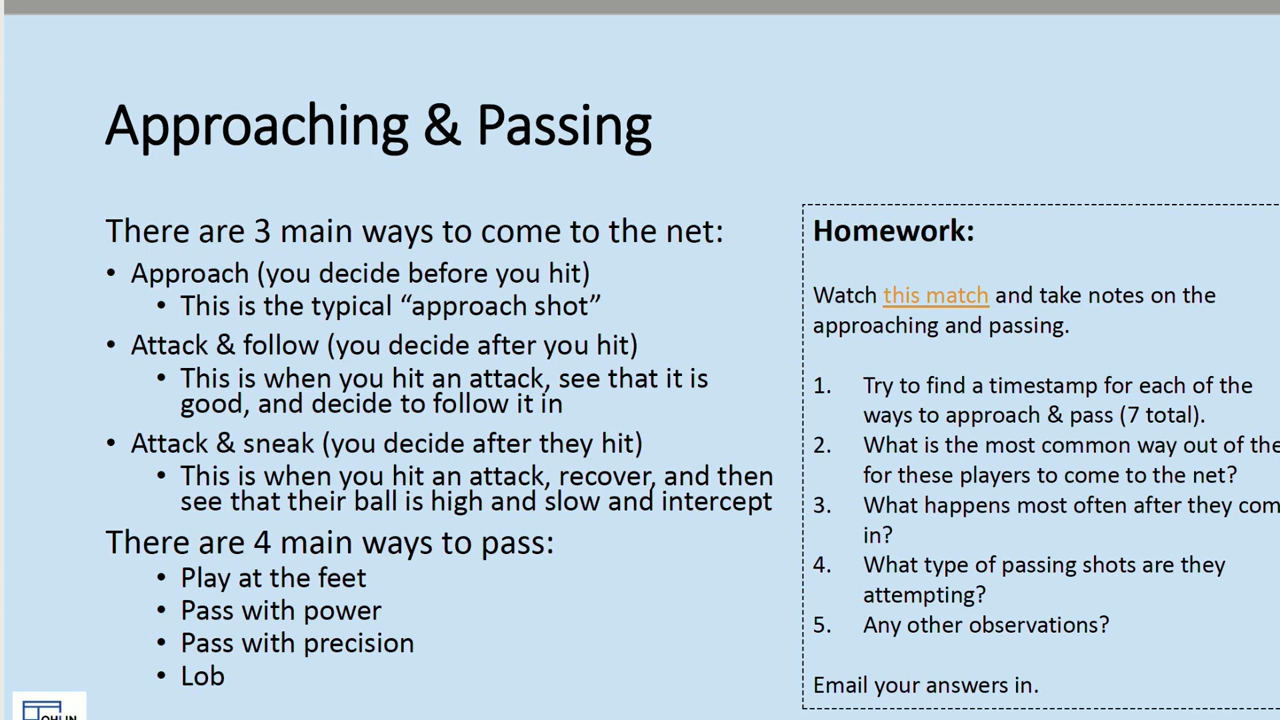 Approaching & Passing
There are 3 main ways to come to the net:
• Approach (you decide before you hit)
• This is the typical “approach shot”
• Attack & follow (you decide after you hit)
• This is when you hit an attack, see that it is
good, and decide to follow it in
• Attack & sneak (you decide after they hit)
• This is when you hit an attack, recover, and then
see that their ball is high and slow and intercept
There are 4 main ways to pass:
• Play at the feet
• Pass with power
• Pass with precision
• Lob
Homework:
Watch this match and take notes on the
approaching and passing.
1. Try to find a timestamp for each of the
ways to approach & pass (7 total).
2. What is the most common way out of the
for these players to come to the net?
3. What happens most often after they com
in?
4. What type of passing shots are they
attempting?
5. Any other observations?
Email your answers in.